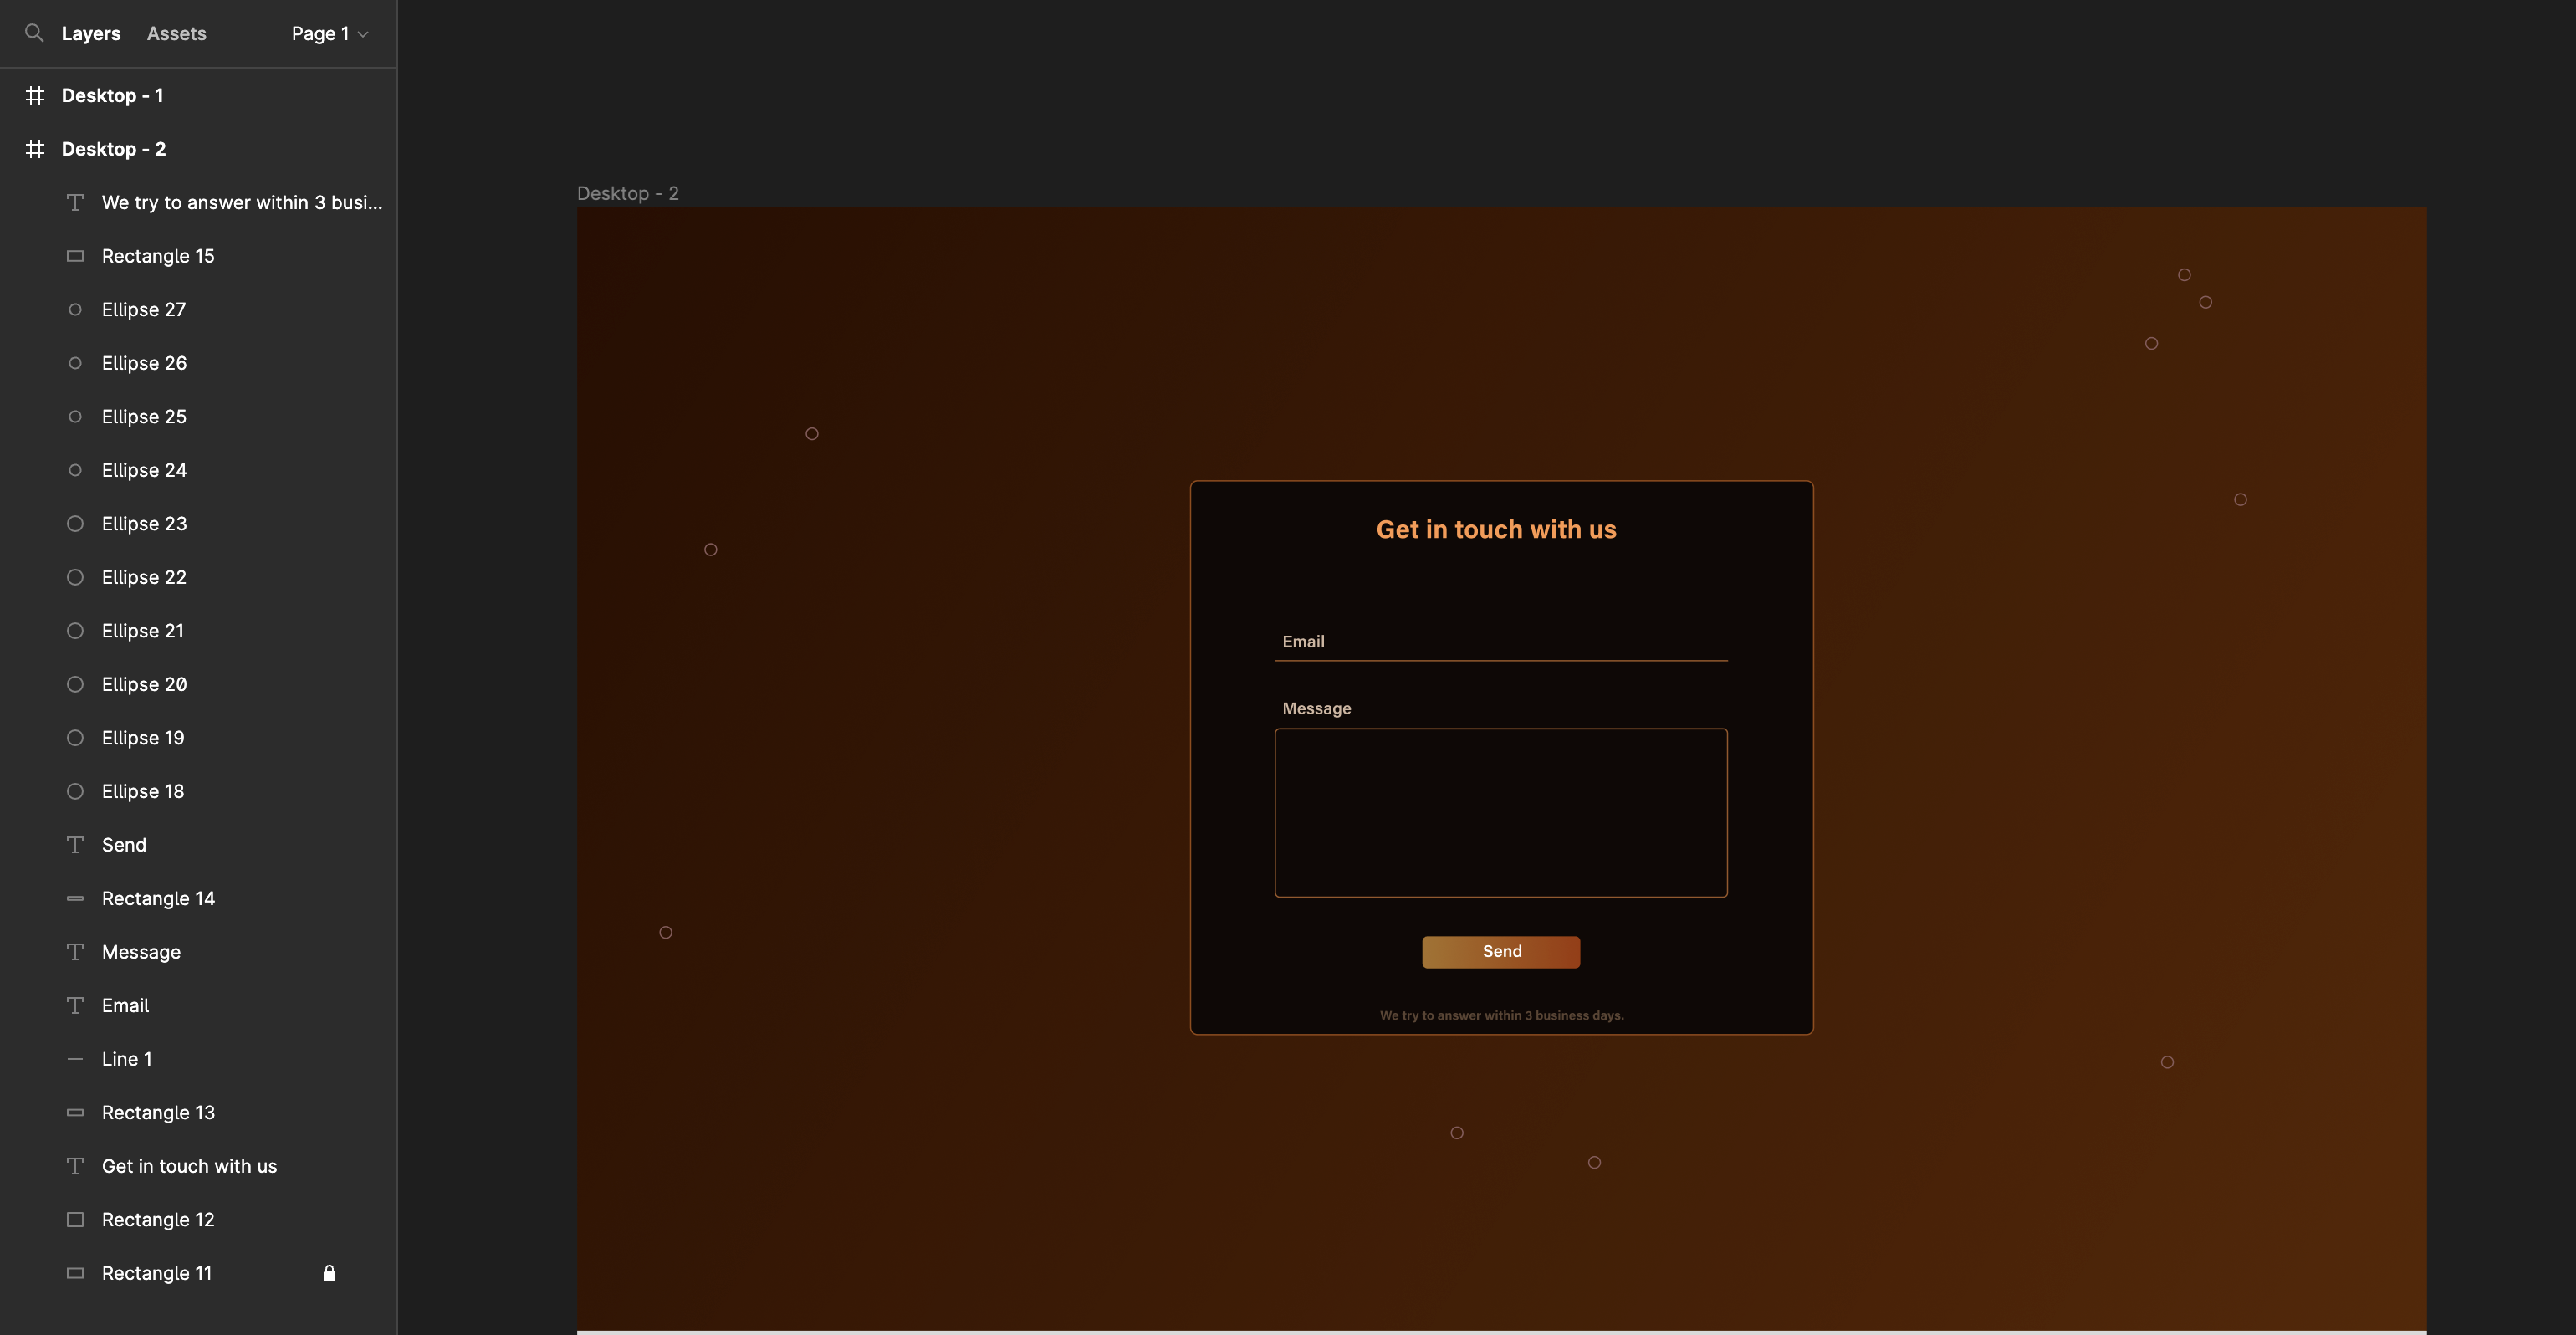 Layers Assets Page 1
Desktop - 1
Desktop - 2
We try to answer within 3 busi...
Rectangle 15
Ellipse 27
Ellipse 26
Ellipse 25
Ellipse 24
Ellipse 23
Ellipse 22
Ellipse 21
Ellipse 20
Ellipse 19
Ellipse 18
Send
Rectangle 14
Message
Email
Line 1
Rectangle 13
Get in touch with us
Rectangle 12
Rectangle 11
Desktop - 2
Get in touch with us
Email
Message
Send
We try to answer within 3 business days.